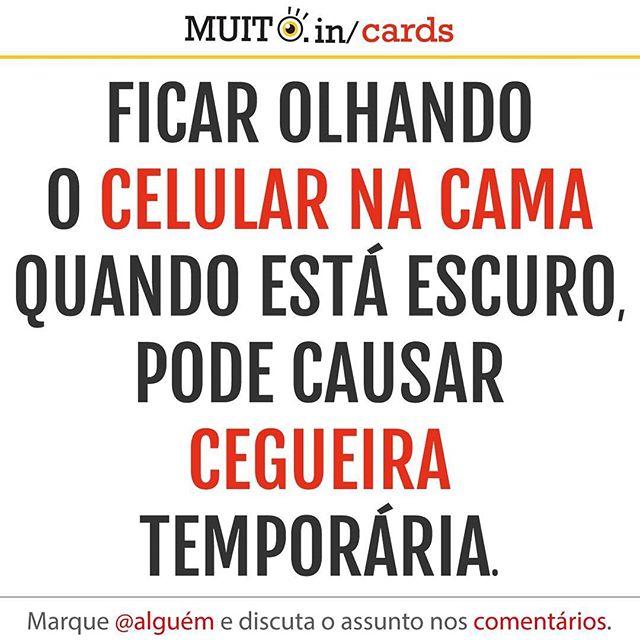 MUITO.in/cards
FICAR OLHANDO
O CELULAR NA CAMA
QUANDO ESTÁ ESCURO,
PODE CAUSAR
CEGUEIRA
TEMPORÁRIA.
Marque @alguém e discuta o assunto nos comentários.